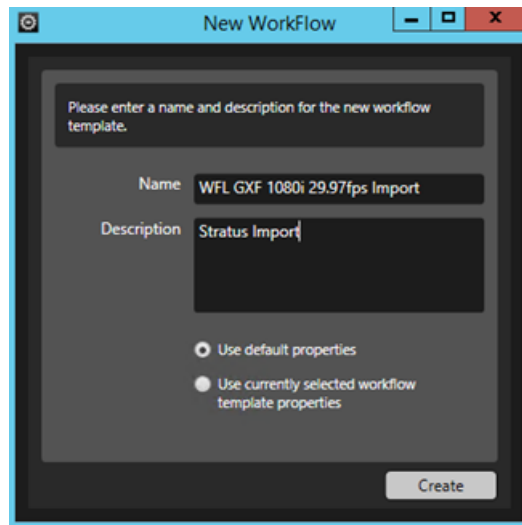 New WorkFlow
Please enter a name and description for the new workflow
template.
Name WFL GXF 1080i 29.97fps Import
Description Stratus Import
Use default properties
Use currently selected workflow
template properties
Create